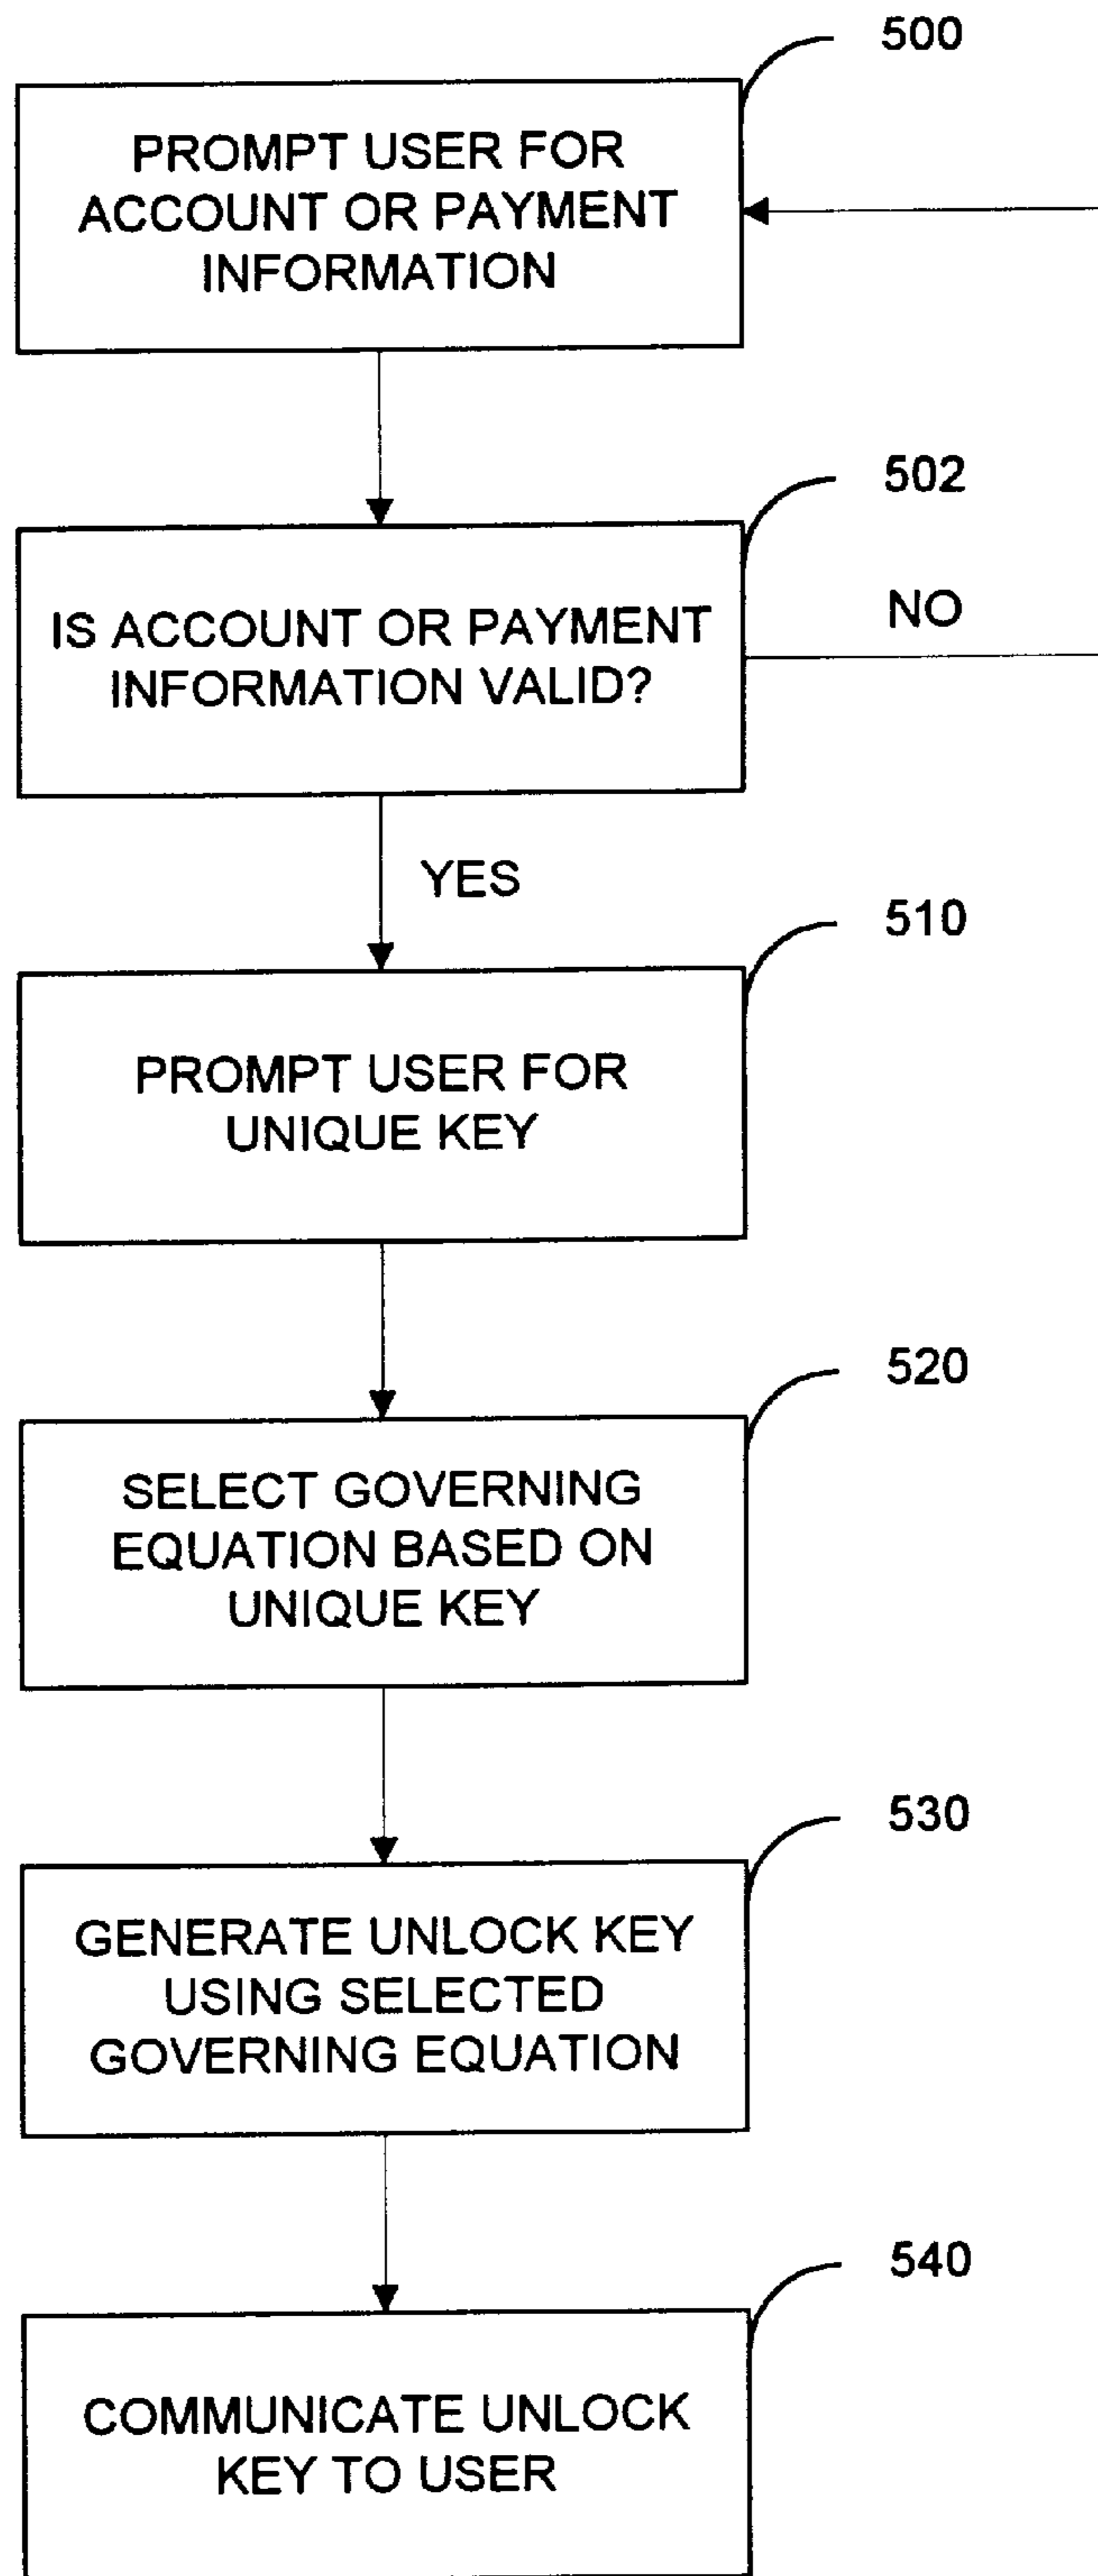 500
PROMPT USER FOR
ACCOUNT OR PAYMENT
INFORMATION
502
IS ACCOUNT OR PAYMENT
INFORMATION VALID?
NO
YES
510
PROMPT USER FOR
UNIQUE KEY
520
SELECT GOVERNING
EQUATION BASED ON
UNIQUE KEY
530
GENERATE UNLOCK KEY
USING SELECTED
GOVERNING EQUATION
540
COMMUNICATE UNLOCK
KEY TO USER